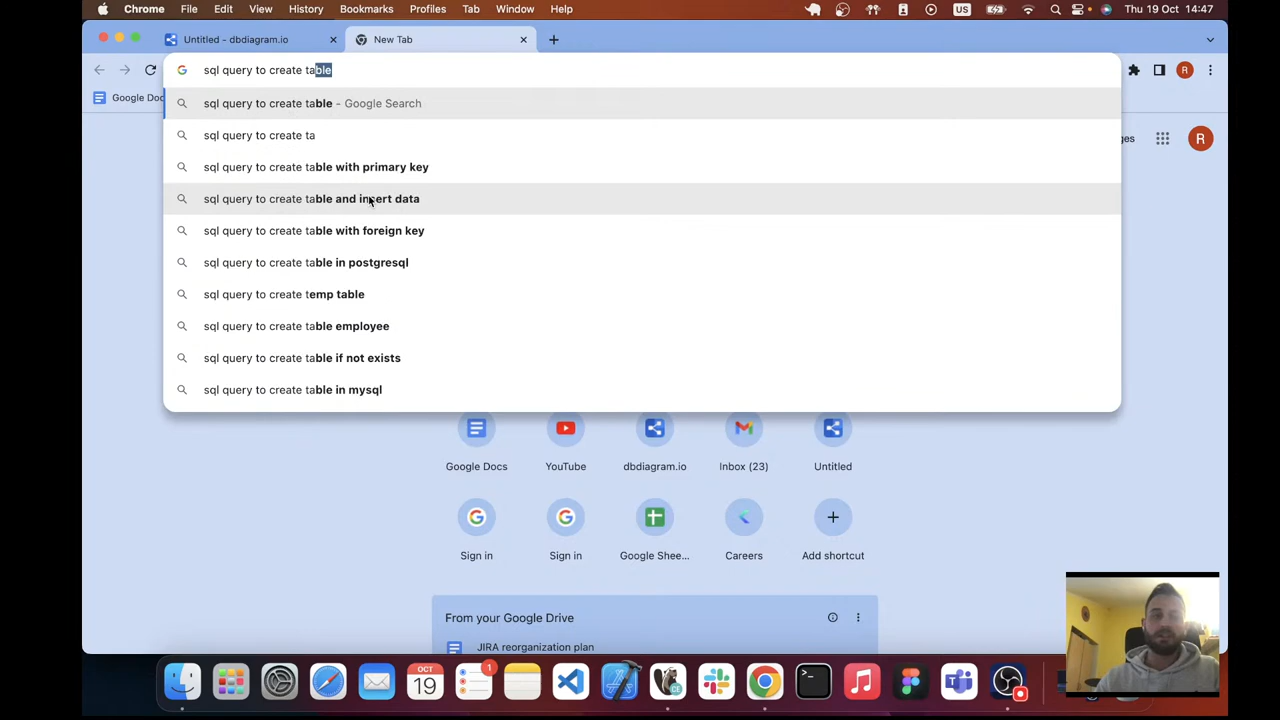 Chrome File Edit View History Bookmarks Profiles Tab Window Help US Thu 19 Oct 14:47
Untitled - dbdiagram.io New Tab
sql query to create table
Google Doc
sql query to create table - Google Search
ges R
sql query to create ta
sql query to create table with primary key
sql query to create table and insert data
sql query to create table with foreign key
sql query to create table in postgresql
sql query to create temp table
sql query to create table employee
sql query to create table if not exists
sql query to create table in mysql
Google Docs YouTube dbdiagram.io Inbox (23) Untitled
Sign in Sign in Google Shee... Careers Add shortcut
From your Google Drive
JIRA reorganization plan
OCT
19
1